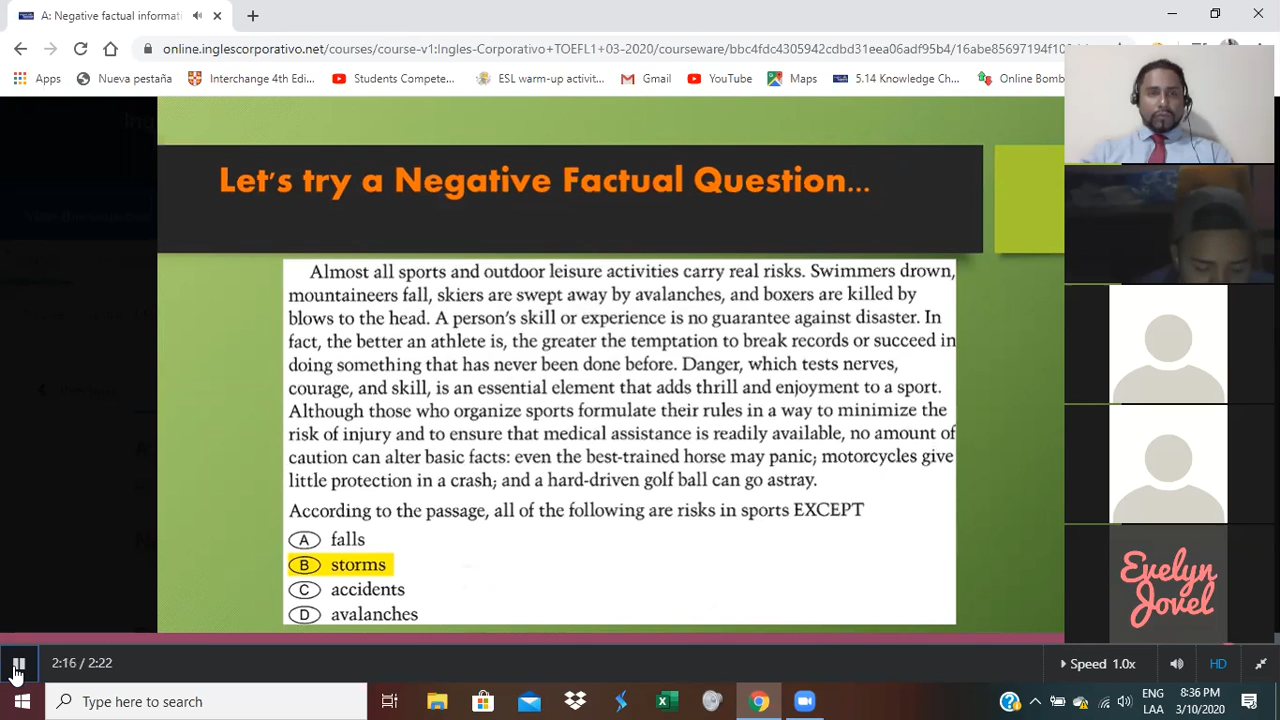 A: Negative factual informati
online.inglescorporativo.net/courses/course-v1:Ingles-Corporativo+TOEFL1+03-2020/courseware/bbc4fdc4305942cdbd31eea06adf95b4/16abe85697194f10
Apps Nueva pestaña Interchange 4th Edi... Students Compete... ESL warm-up activit... Gmail YouTube Maps 5.14 Knowledge Ch... Online Bomb
Let's try a Negative Factual Question...
Almost all sports and outdoor leisure activities carry real risks. Swimmers drown,
mountaineers fall, skiers are swept away by avalanches, and boxers are killed by
blows to the head. A person's skill or experience is no guarantee against disaster. In
fact, the better an athlete is, the greater the temptation to break records or succeed in
doing something that has never been done before. Danger, which tests nerves,
courage, and skill, is an essential element that adds thrill and enjoyment to a sport.
Although those who organize sports formulate their rules in a way to minimize the
risk of injury and to ensure that medical assistance is readily available, no amount of
caution can alter basic facts: even the best-trained horse may panic; motorcycles give
little protection in a crash; and a hard-driven golf ball can go astray.
According to the passage, all of the following are risks in sports EXCEPT
A falls
B storms
C accidents
D avalanches
Evelyn
Jovel
2:16 / 2:22
Speed 1.0x
HD
Type here to search
ENG
LAA
8:36 PM
3/10/2020